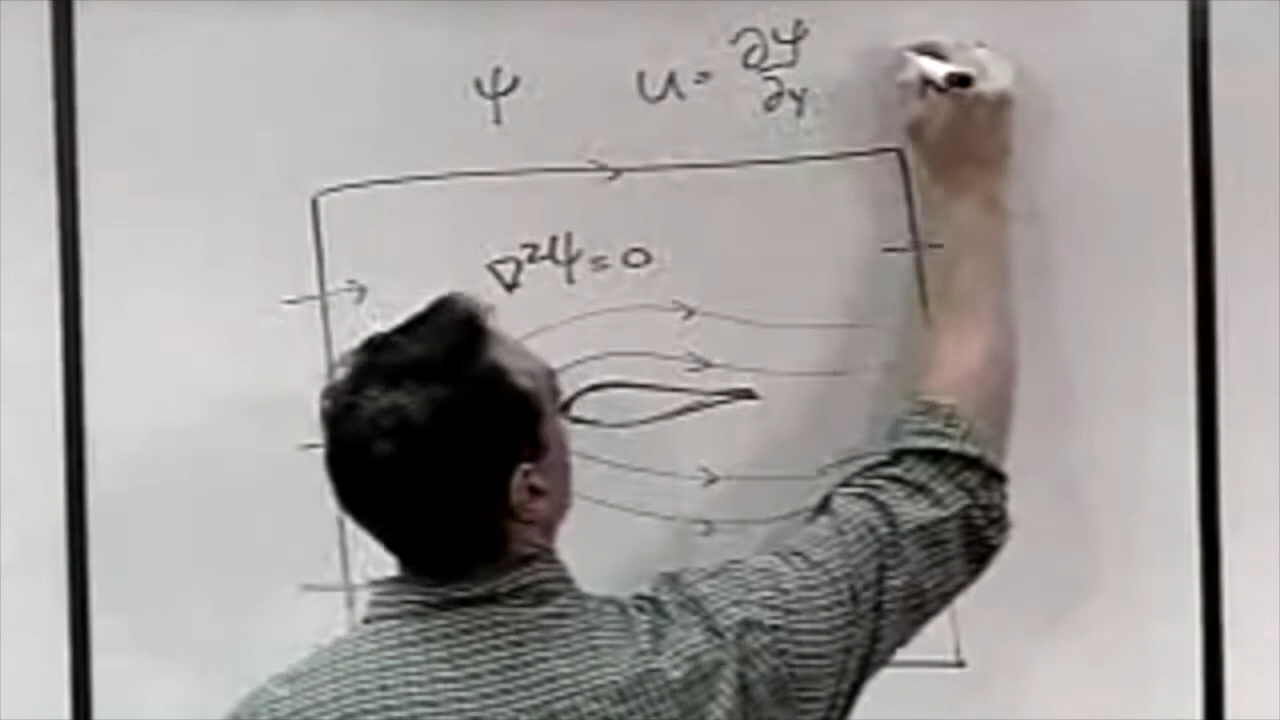 ψ u = ∂ψ/∂y
∇²ψ = 0